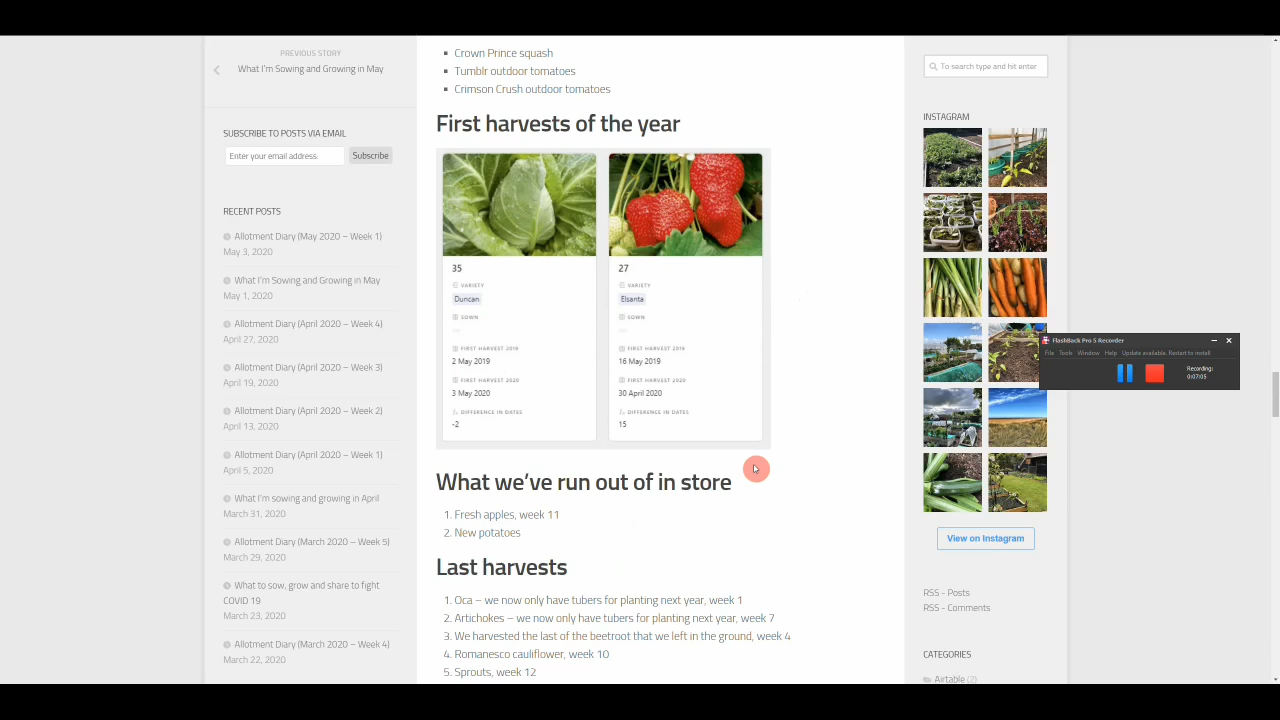 PREVIOUS STORY
What I'm Sowing and Growing in May
SUBSCRIBE TO POSTS VIA EMAIL
Enter your email address:
Subscribe
RECENT POSTS
Allotment Diary (May 2020 – Week 1)
May 3, 2020
What I'm Sowing and Growing in May
May 1, 2020
Allotment Diary (April 2020 – Week 4)
April 27, 2020
Allotment Diary (April 2020 – Week 3)
April 19, 2020
Allotment Diary (April 2020 – Week 2)
April 13, 2020
Allotment Diary (April 2020 – Week 1)
April 5, 2020
What I'm sowing and growing in April
March 31, 2020
Allotment Diary (March 2020 – Week 5)
March 29, 2020
What to sow, grow and share to fight
COVID 19
March 23, 2020
Allotment Diary (March 2020 – Week 4)
March 22, 2020
Crown Prince squash
Tumblr outdoor tomatoes
Crimson Crush outdoor tomatoes
First harvests of the year
35
VARIETY
Duncan
SOWN
FIRST HARVEST 2019
2 May 2019
FIRST HARVEST 2020
3 May 2020
DIFFERENCE IN DATES
-2
27
VARIETY
Elsanta
SOWN
FIRST HARVEST 2019
16 May 2019
FIRST HARVEST 2020
30 April 2020
DIFFERENCE IN DATES
15
What we've run out of in store
1. Fresh apples, week 11
2. New potatoes
Last harvests
1. Oca – we now only have tubers for planting next year, week 1
2. Artichokes – we now only have tubers for planting next year, week 7
3. We harvested the last of the beetroot that we left in the ground, week 4
4. Romanesco cauliflower, week 10
5. Sprouts, week 12
To search type and hit enter
INSTAGRAM
FlashBack Pro 5 Recorder
File Tools Window Help Update available. Restart to install
Recording:
0:07:05
View on Instagram
RSS - Posts
RSS - Comments
CATEGORIES
Airtable (2)